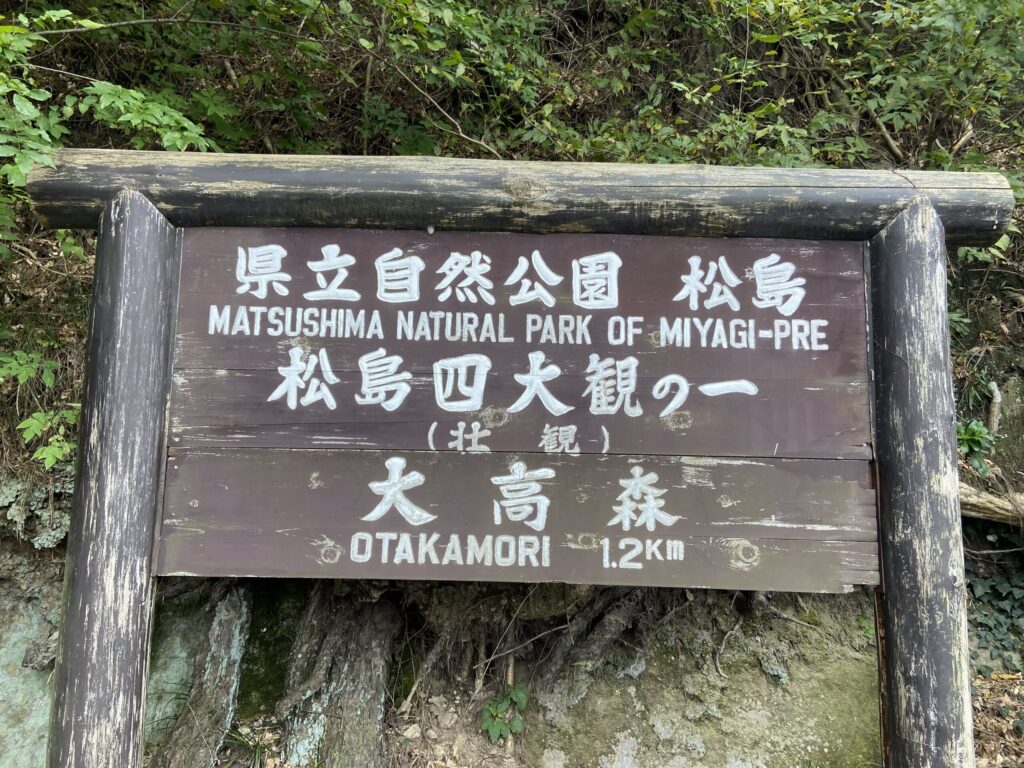 県立自然公園 松島
MATSUSHIMA NATURAL PARK OF MIYAGI-PRE
松島四大観の一
(壮観)
大高森
OTAKAMORI 1.2KM